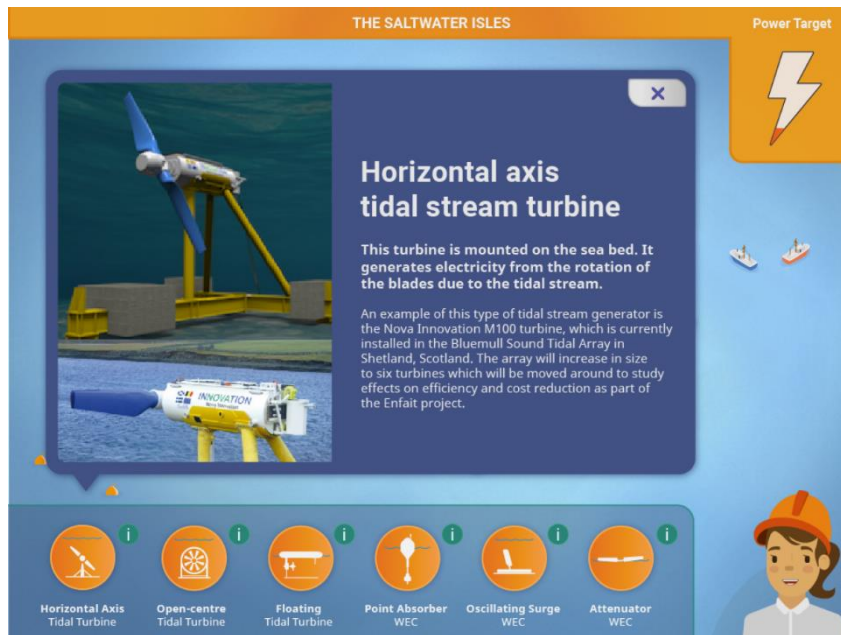 THE SALTWATER ISLES
Power Target
Horizontal axis
tidal stream turbine
This turbine is mounted on the sea bed. It
generates electricity from the rotation of
the blades due to the tidal stream.
An example of this type of tidal stream generator is
the Nova Innovation M100 turbine, which is currently
installed in the Bluemull Sound Tidal Array in
Shetland, Scotland. The array will increase in size
to six turbines which will be moved around to study
effects on efficiency and cost reduction as part of
the Enfait project.
INNOVATION
Horizontal Axis
Tidal Turbine
Open-centre
Tidal Turbine
Floating
Tidal Turbine
Point Absorber
WEC
Oscillating Surge
WEC
Attenuator
WEC